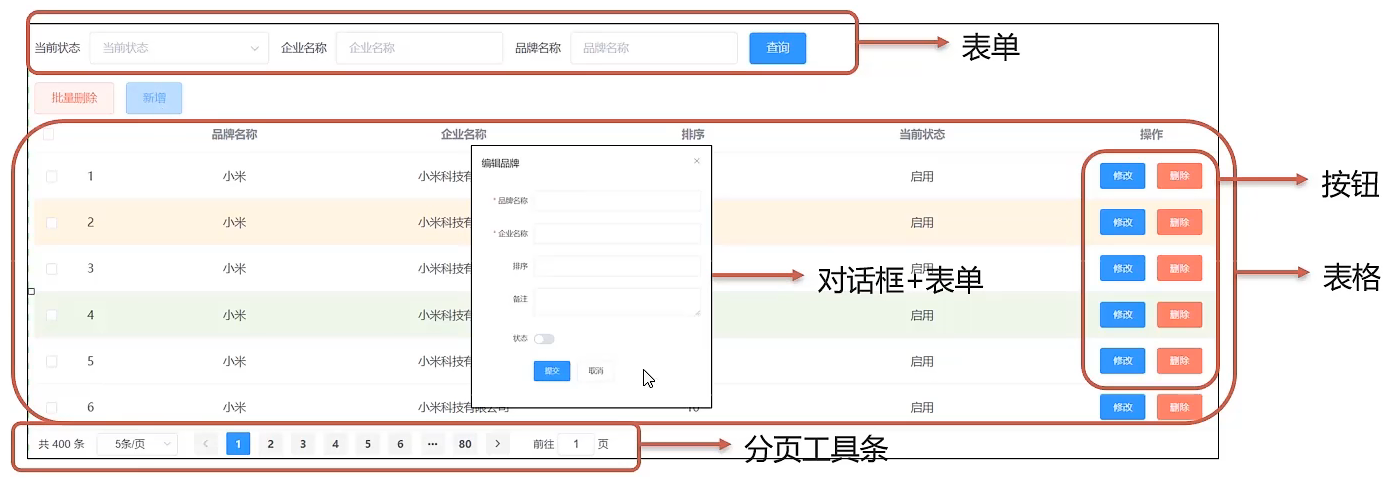 当前状态 当前状态 企业名称 企业名称 品牌名称 品牌名称 查询 表单
批量删除 新增
品牌名称 企业名称 排序 当前状态 操作
编辑品牌 ×
1 小米 小米科技有 启用 修改 删除 按钮
* 品牌名称
2 小米 小米科技有 启用 修改 删除
* 企业名称
3 小米 小米科技有 启用 修改 删除
排序
对话框+表单 表格
备注
4 小米 小米科技有 启用 修改 删除
状态
5 小米 小米科技有 启用 修改 删除
提交 取消
6 小米 小米科技有限公司 10 启用 修改 删除
共 400 条 5条/页 1 2 3 4 5 6 ··· 80 前往 1 页 分页工具条